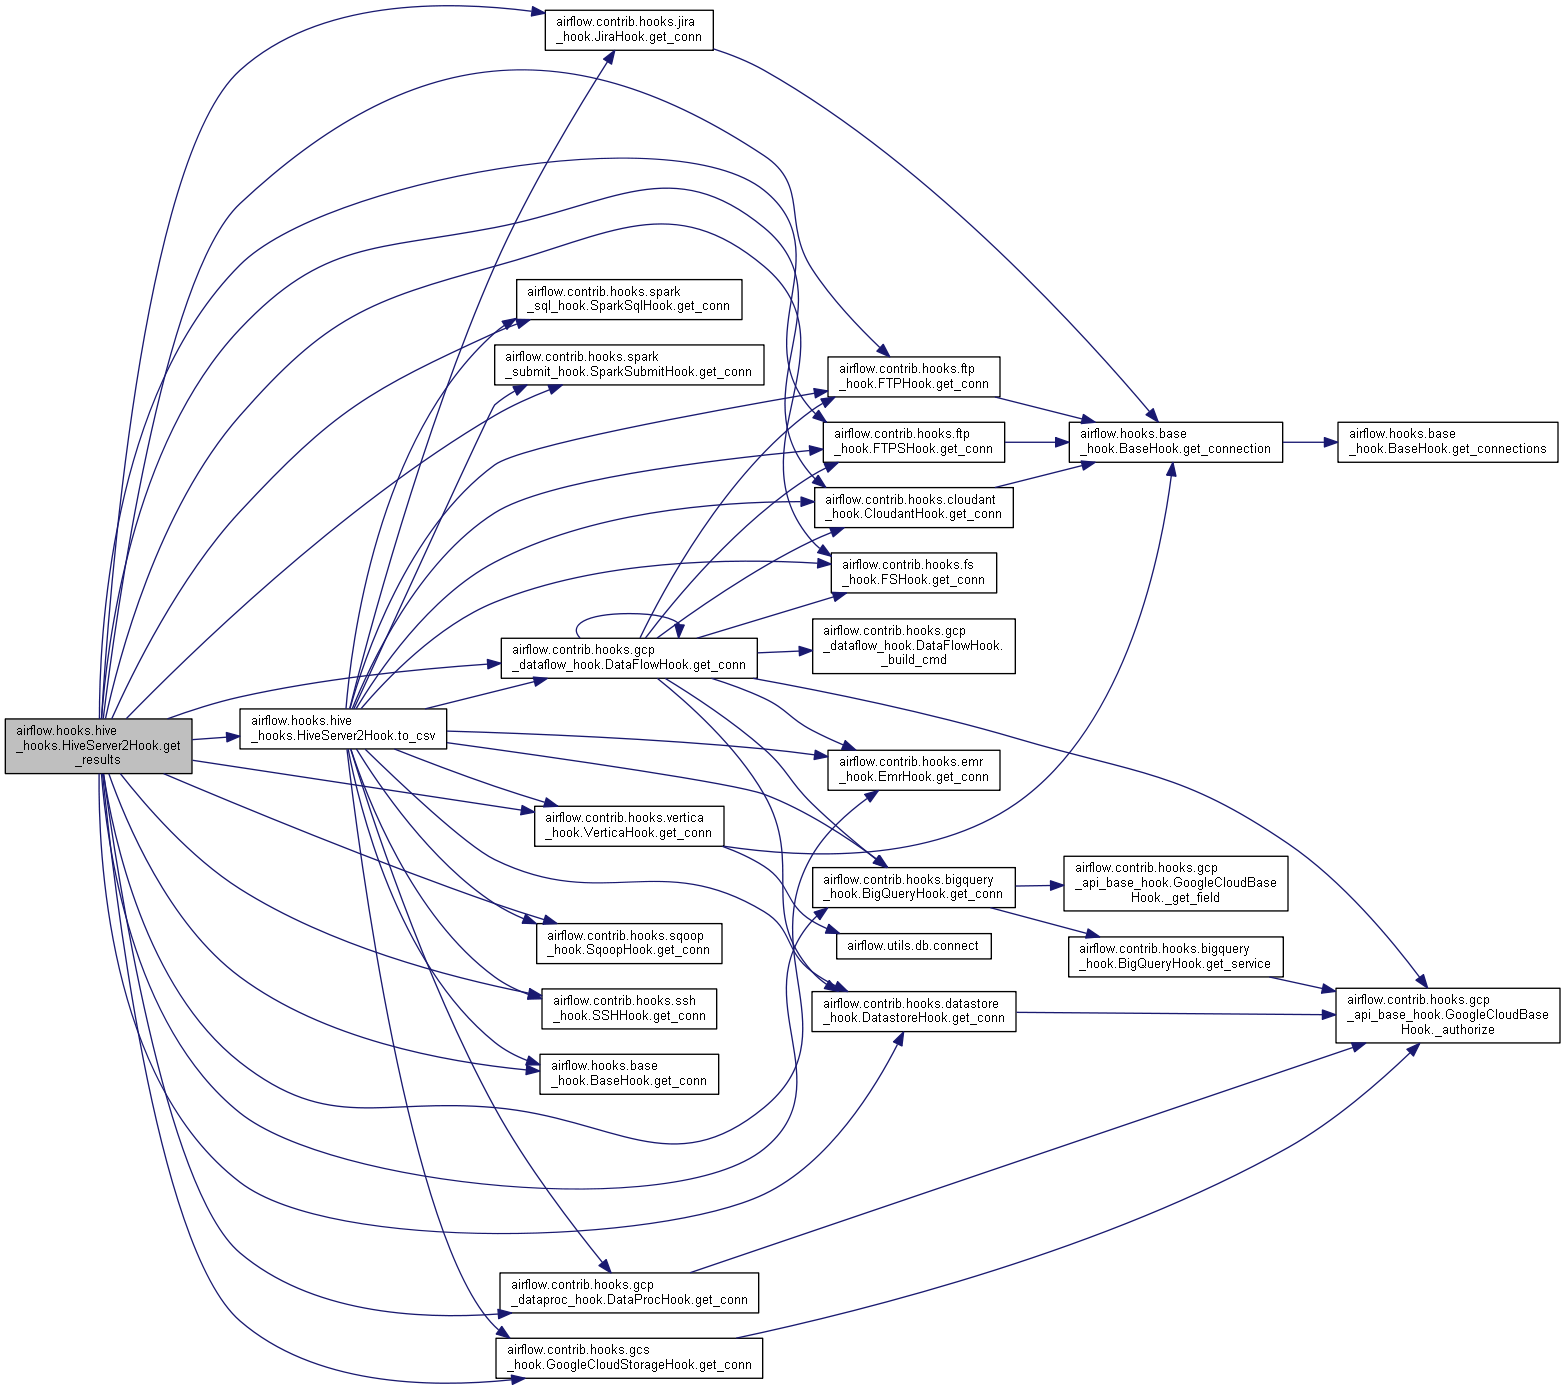 airflow.contrib.hooks.jira
_hook.JiraHook.get_conn
airflow.contrib.hooks.spark
_sql_hook.SparkSqlHook.get_conn
airflow.contrib.hooks.spark
_submit_hook.SparkSubmitHook.get_conn
airflow.contrib.hooks.ftp
_hook.FTPHook.get_conn
airflow.contrib.hooks.ftp
_hook.FTPSHook.get_conn
airflow.hooks.base
_hook.BaseHook.get_connection
airflow.hooks.base
_hook.BaseHook.get_connections
airflow.contrib.hooks.cloudant
_hook.CloudantHook.get_conn
airflow.contrib.hooks.fs
_hook.FSHook.get_conn
airflow.contrib.hooks.gcp
_dataflow_hook.DataFlowHook.
_build_cmd
airflow.contrib.hooks.gcp
_dataflow_hook.DataFlowHook.get_conn
airflow.hooks.hive
_hooks.HiveServer2Hook.get
_results
airflow.hooks.hive
_hooks.HiveServer2Hook.to_csv
airflow.contrib.hooks.emr
_hook.EmrHook.get_conn
airflow.contrib.hooks.vertica
_hook.VerticaHook.get_conn
airflow.contrib.hooks.bigquery
_hook.BigQueryHook.get_conn
airflow.contrib.hooks.gcp
_api_base_hook.GoogleCloudBase
Hook._get_field
airflow.contrib.hooks.sqoop
_hook.SqoopHook.get_conn
airflow.utils.db.connect
airflow.contrib.hooks.bigquery
_hook.BigQueryHook.get_service
airflow.contrib.hooks.ssh
_hook.SSHHook.get_conn
airflow.contrib.hooks.datastore
_hook.DatastoreHook.get_conn
airflow.contrib.hooks.gcp
_api_base_hook.GoogleCloudBase
Hook._authorize
airflow.hooks.base
_hook.BaseHook.get_conn
airflow.contrib.hooks.gcp
_dataproc_hook.DataProcHook.get_conn
airflow.contrib.hooks.gcs
_hook.GoogleCloudStorageHook.get_conn